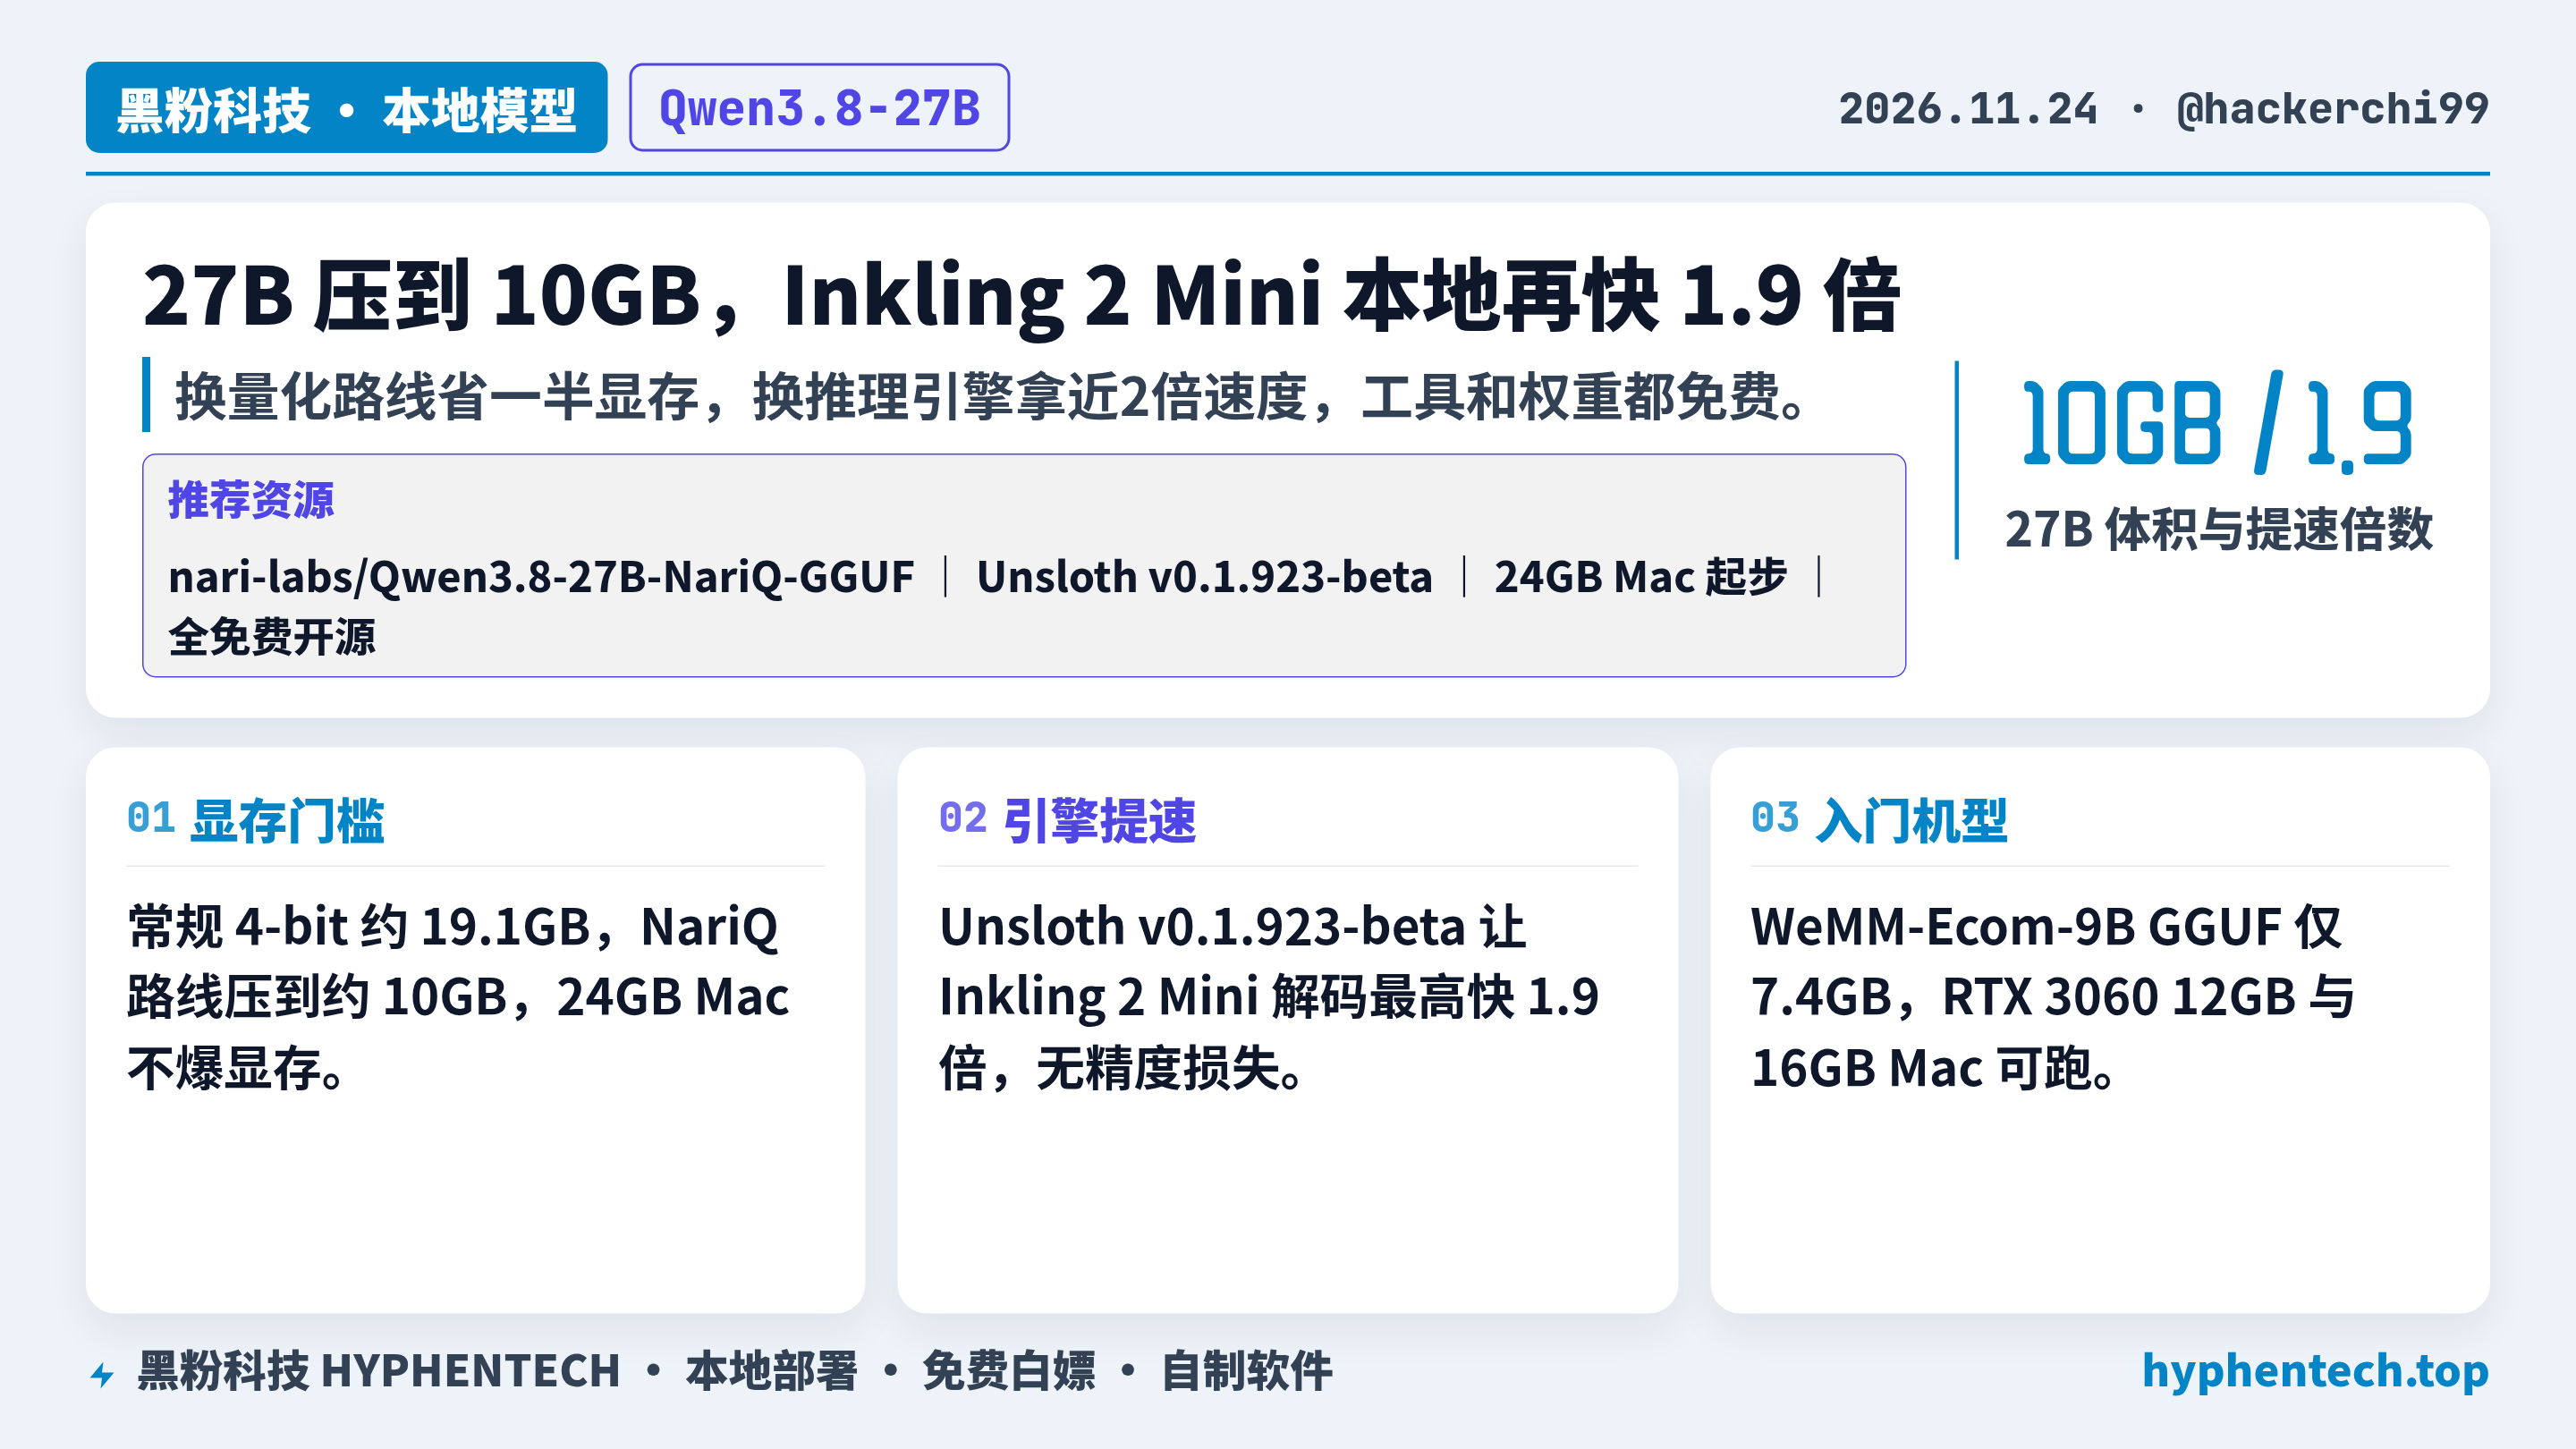 黑粉科技 · 本地模型
Qwen3.8-27B
2026.11.24 · @hackerchi99
27B 压到 10GB，Inkling 2 Mini 本地再快 1.9 倍
换量化路线省一半显存，换推理引擎拿近2倍速度，工具和权重都免费。
推荐资源
nari-labs/Qwen3.8-27B-NariQ-GGUF ｜ Unsloth v0.1.923-beta ｜ 24GB Mac 起步 ｜
全免费开源
10GB / 1.9
27B 体积与提速倍数
01 显存门槛
常规 4-bit 约 19.1GB，NariQ
路线压到约 10GB，24GB Mac
不爆显存。
02 引擎提速
Unsloth v0.1.923-beta 让
Inkling 2 Mini 解码最高快 1.9
倍，无精度损失。
03 入门机型
WeMM-Ecom-9B GGUF 仅
7.4GB，RTX 3060 12GB 与
16GB Mac 可跑。
黑粉科技 HYPHENTECH · 本地部署 · 免费白嫖 · 自制软件
hyphentech.top